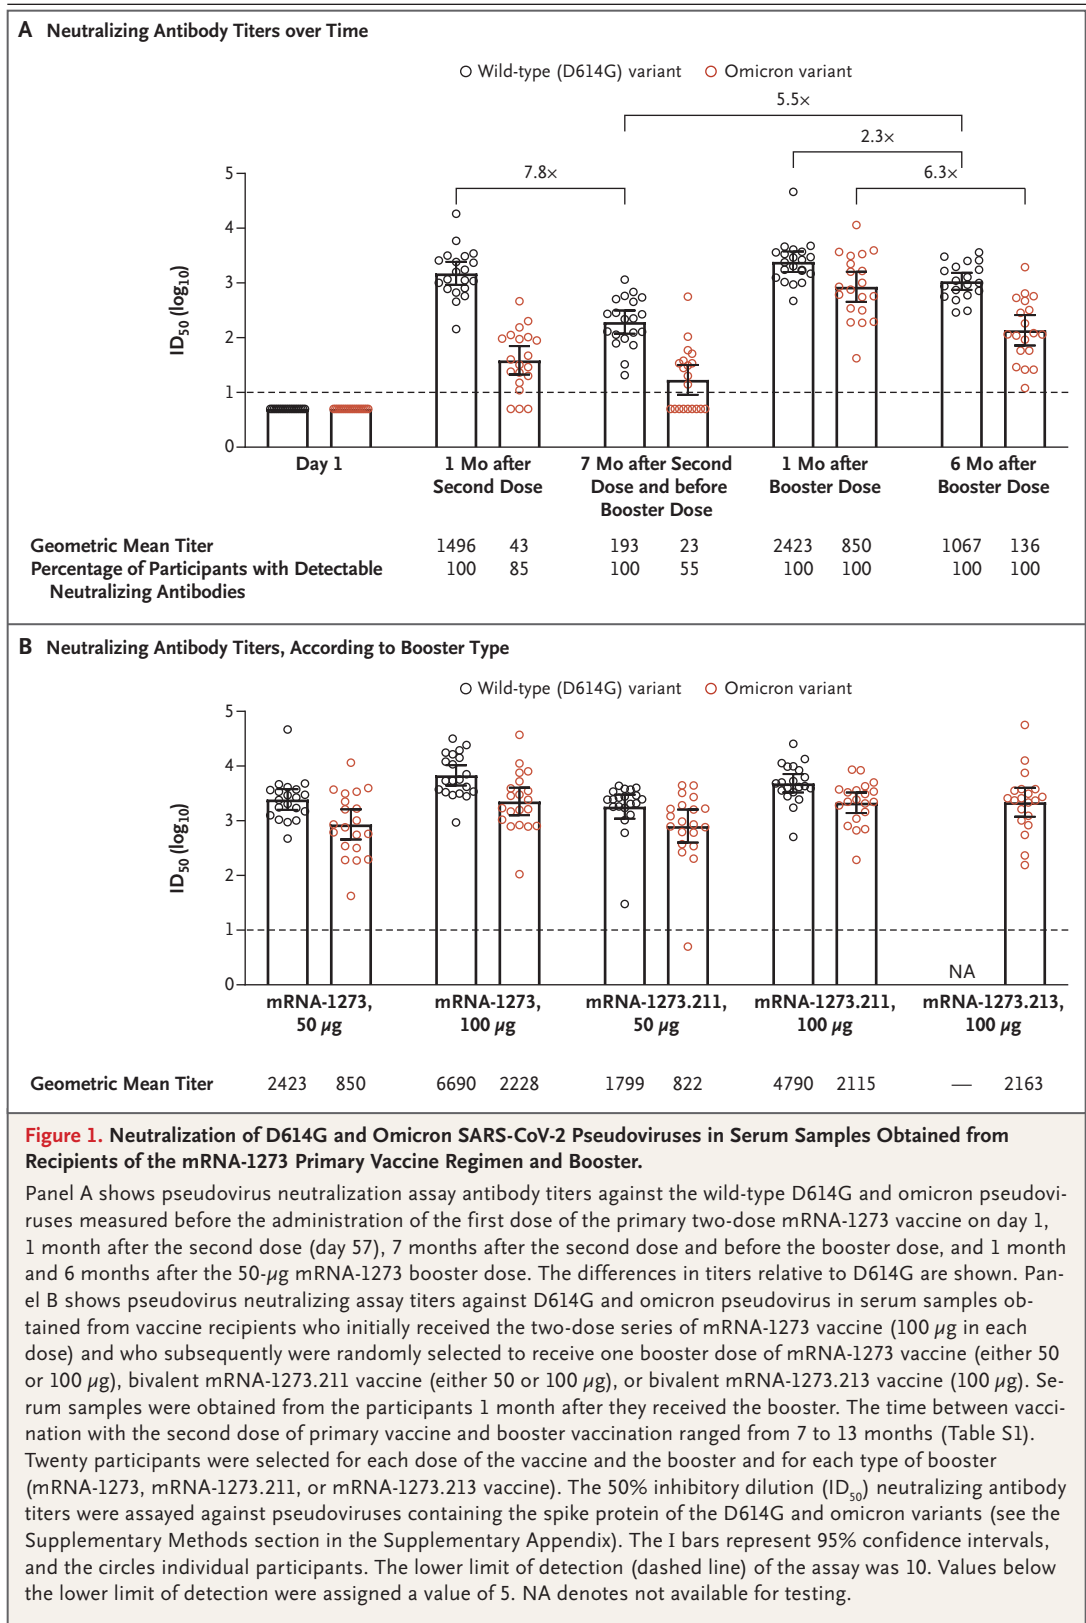 A Neutralizing Antibody Titers over Time
Wild-type (D614G) variant Omicron variant
5.5×
2.3×
7.8×
6.3×
5
4
3
2
1
0
ID50 (log10)
Day 1
1 Mo after Second Dose
7 Mo after Second Dose and before Booster Dose
1 Mo after Booster Dose
6 Mo after Booster Dose
Geometric Mean Titer 1496 43 193 23 2423 850 1067 136
Percentage of Participants with Detectable 100 85 100 55 100 100 100 100
Neutralizing Antibodies
B Neutralizing Antibody Titers, According to Booster Type
Wild-type (D614G) variant Omicron variant
5
4
3
2
1
0
ID50 (log10)
NA
mRNA-1273, 50 µg
mRNA-1273, 100 µg
mRNA-1273.211, 50 µg
mRNA-1273.211, 100 µg
mRNA-1273.213, 100 µg
Geometric Mean Titer 2423 850 6690 2228 1799 822 4790 2115 — 2163
Figure 1. Neutralization of D614G and Omicron SARS-CoV-2 Pseudoviruses in Serum Samples Obtained from
Recipients of the mRNA-1273 Primary Vaccine Regimen and Booster.
Panel A shows pseudovirus neutralization assay antibody titers against the wild-type D614G and omicron pseudovi-
ruses measured before the administration of the first dose of the primary two-dose mRNA-1273 vaccine on day 1,
1 month after the second dose (day 57), 7 months after the second dose and before the booster dose, and 1 month
and 6 months after the 50-µg mRNA-1273 booster dose. The differences in titers relative to D614G are shown. Pan-
el B shows pseudovirus neutralizing assay titers against D614G and omicron pseudovirus in serum samples ob-
tained from vaccine recipients who initially received the two-dose series of mRNA-1273 vaccine (100 µg in each
dose) and who subsequently were randomly selected to receive one booster dose of mRNA-1273 vaccine (either 50
or 100 µg), bivalent mRNA-1273.211 vaccine (either 50 or 100 µg), or bivalent mRNA-1273.213 vaccine (100 µg). Se-
rum samples were obtained from the participants 1 month after they received the booster. The time between vacci-
nation with the second dose of primary vaccine and booster vaccination ranged from 7 to 13 months (Table S1).
Twenty participants were selected for each dose of the vaccine and the booster and for each type of booster
(mRNA-1273, mRNA-1273.211, or mRNA-1273.213 vaccine). The 50% inhibitory dilution (ID50) neutralizing antibody
titers were assayed against pseudoviruses containing the spike protein of the D614G and omicron variants (see the
Supplementary Methods section in the Supplementary Appendix). The I bars represent 95% confidence intervals,
and the circles individual participants. The lower limit of detection (dashed line) of the assay was 10. Values below
the lower limit of detection were assigned a value of 5. NA denotes not available for testing.